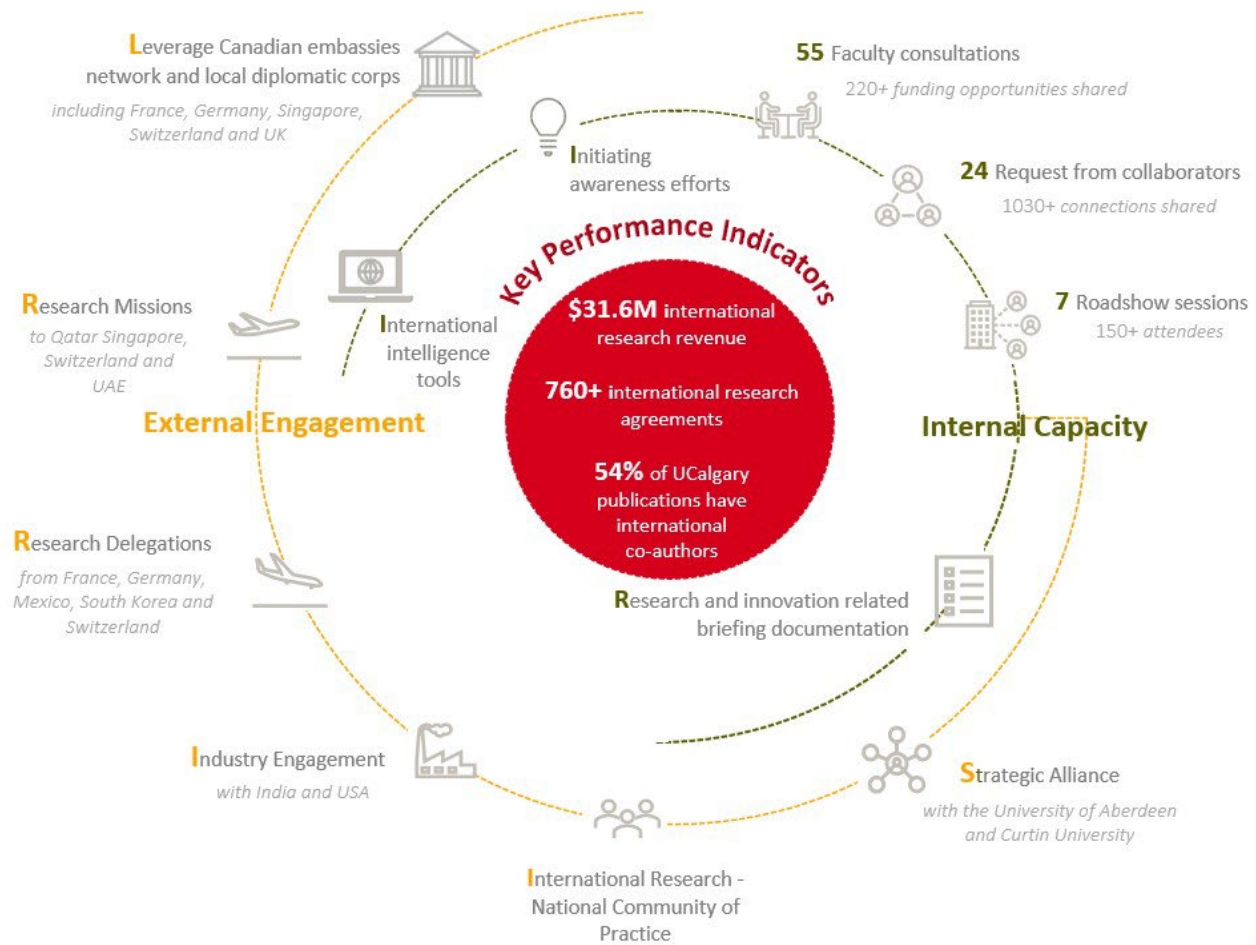 Leverage Canadian embassies
network and local diplomatic corps
including France, Germany, Singapore,
Switzerland and UK
55 Faculty consultations
220+ funding opportunities shared
Initiating
awareness efforts
24 Request from collaborators
1030+ connections shared
Research Missions
to Qatar Singapore,
Switzerland and
UAE
International
intelligence
tools
7 Roadshow sessions
150+ attendees
Key Performance Indicators
$31.6M international
research revenue
760+ international research
agreements
54% of UCalgary
publications have
international
co-authors
External Engagement
Internal Capacity
Research Delegations
from France, Germany,
Mexico, South Korea and
Switzerland
Research and innovation related
briefing documentation
Industry Engagement
with India and USA
Strategic Alliance
with the University of Aberdeen
and Curtin University
International Research -
National Community of
Practice